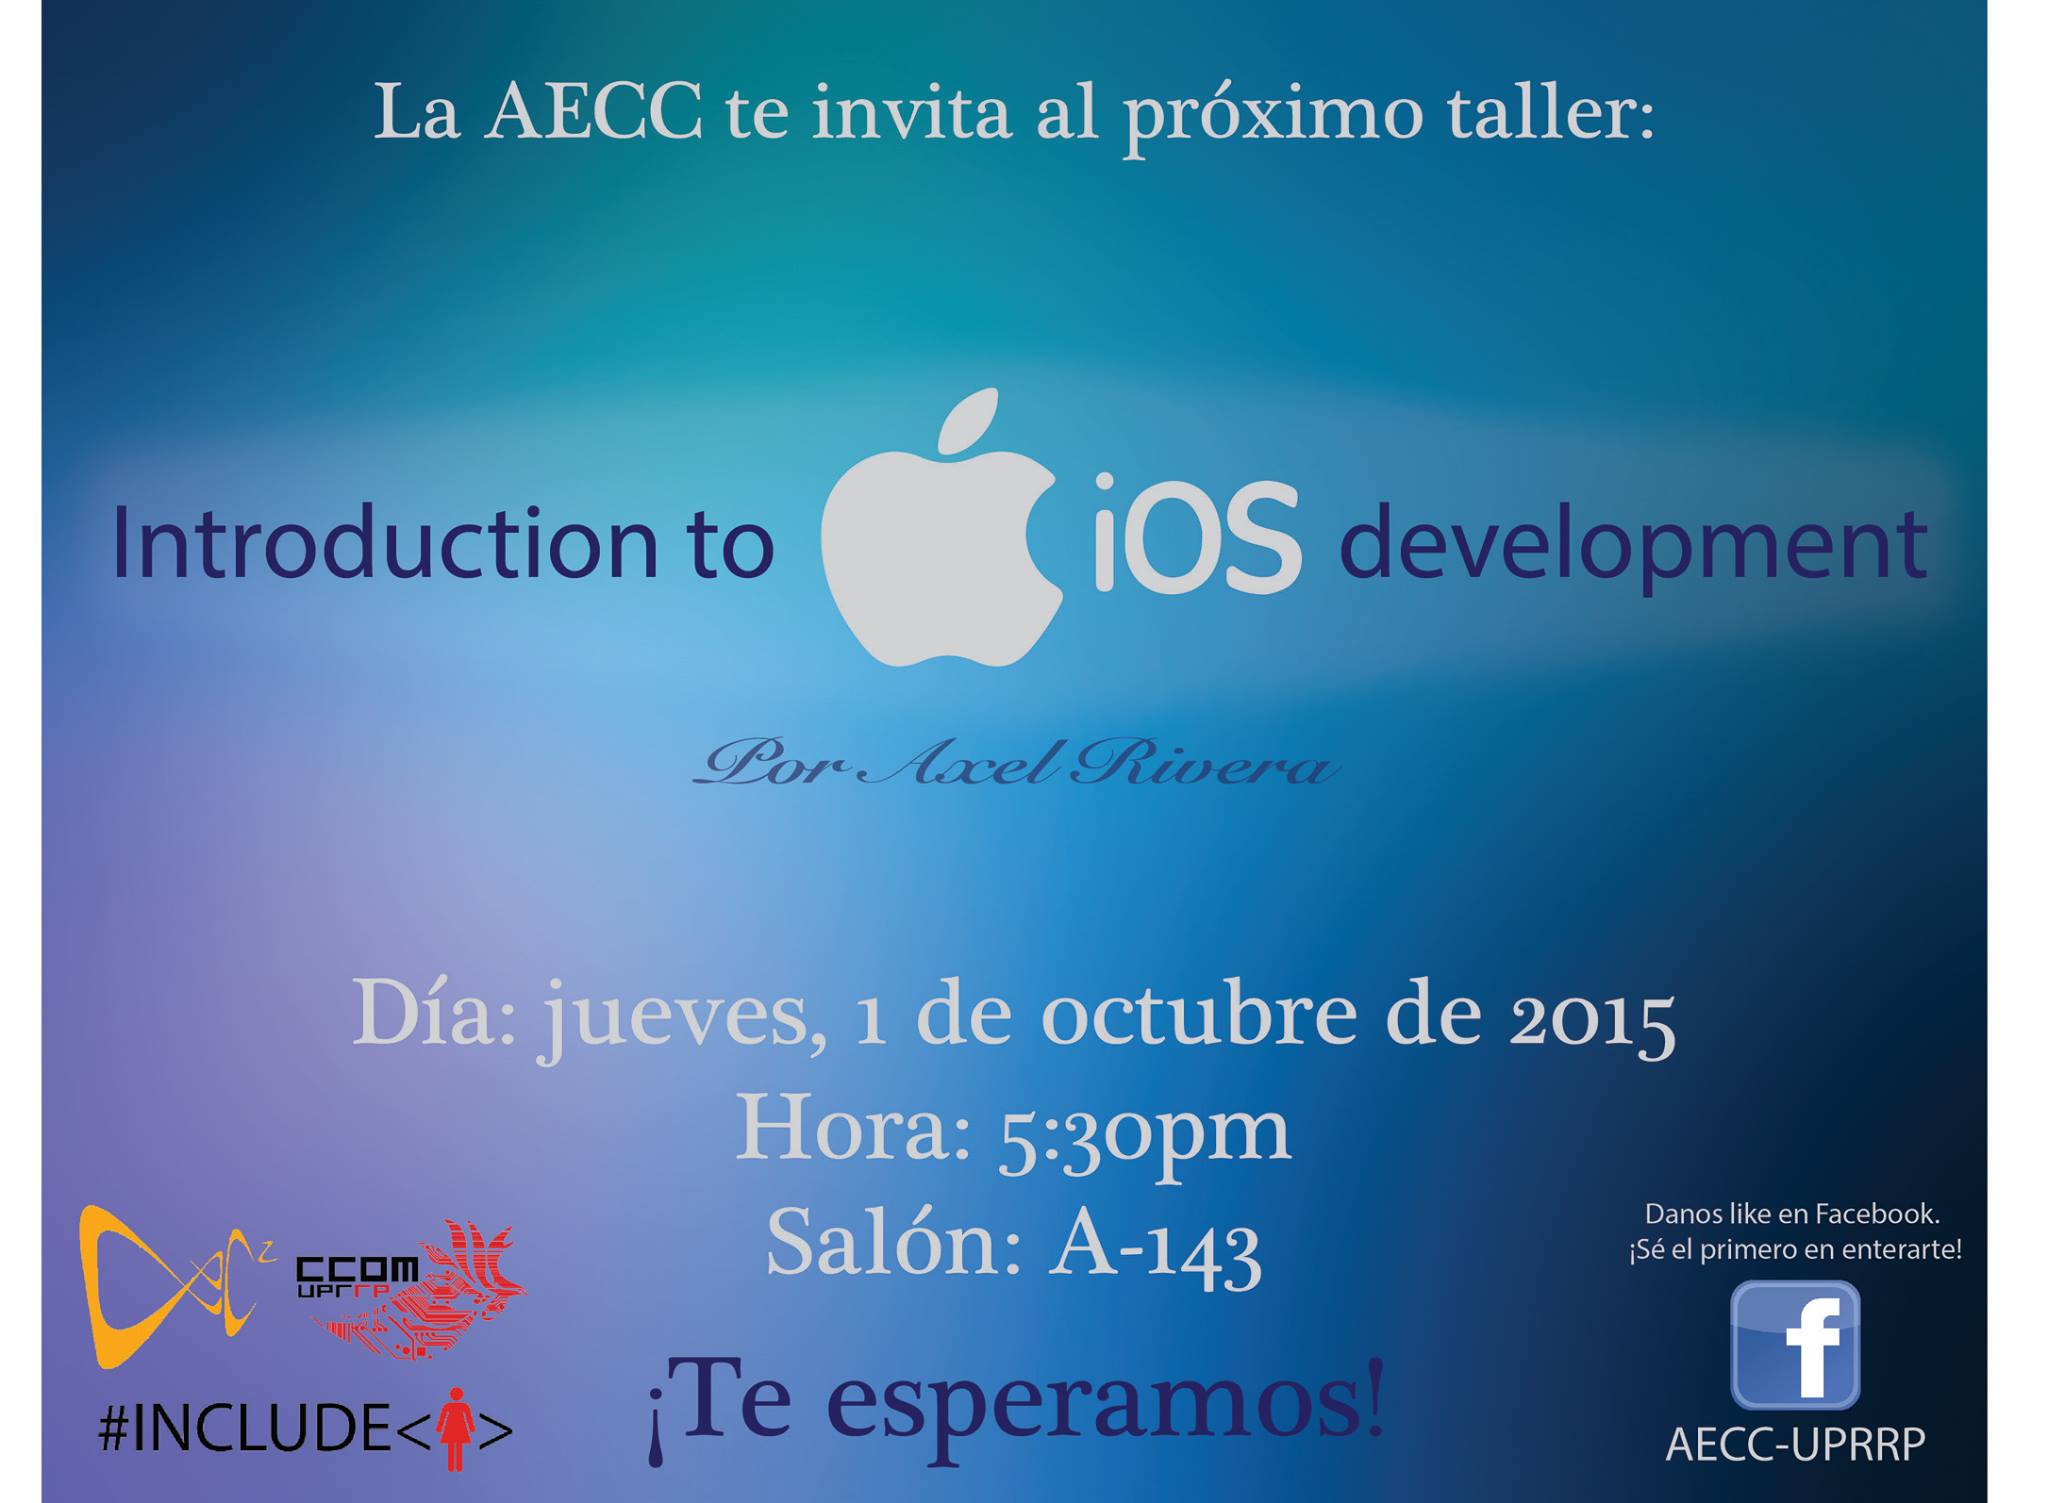 La AECC te invita al próximo taller:
Introduction to iOS development
Por Axel Rivera
Día: jueves, 1 de octubre de 2015
Hora: 5:30pm
Salón: A-143
¡Te esperamos!
CCOM
UPRRP
#INCLUDE< >
Danos like en Facebook.
¡Sé el primero en enterarte!
f
AECC-UPRRP